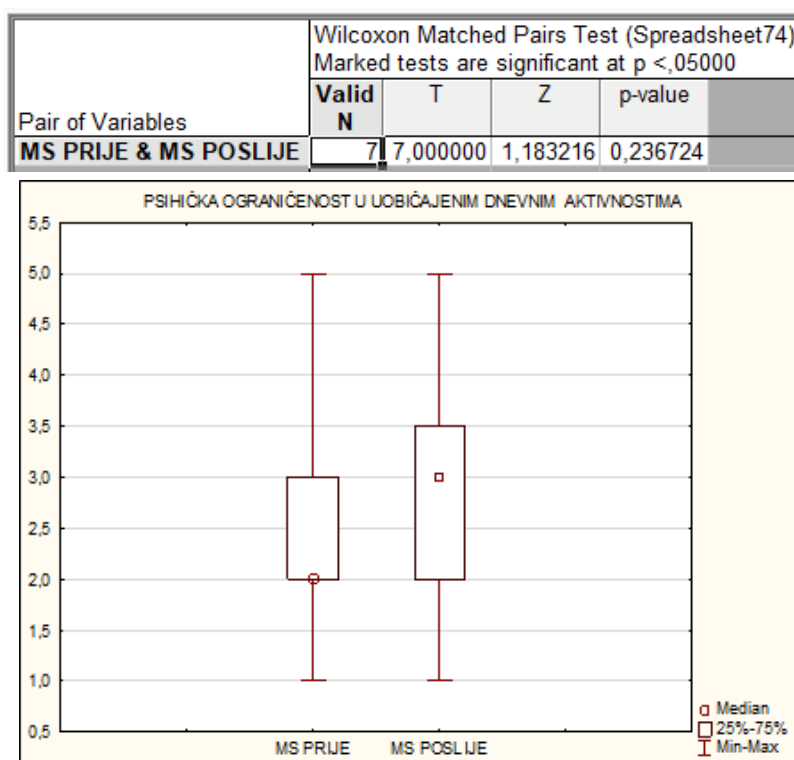 Wilcoxon Matched Pairs Test (Spreadsheet74)
Marked tests are significant at p <,05000
Pair of Variables Valid N T Z p-value
MS PRIJE & MS POSLIJE 7 7,000000 1,183216 0,236724
PSIHIČKA OGRANIČENOST U UOBIČAJENIM DNEVNIM AKTIVNOSTIMA
5,5
5,0
4,5
4,0
3,5
3,0
2,5
2,0
1,5
1,0
0,5
MS PRIJE MS POSLIJE
Median
25%-75%
Min-Max